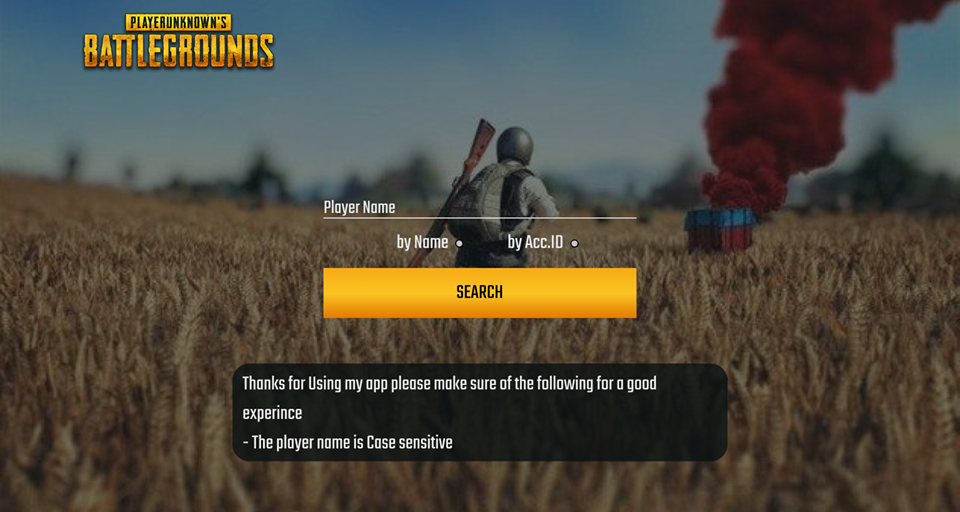 PLAYERUNKNOWN'S
BATTLEGROUNDS
Player Name
by Name
by Acc.ID
SEARCH
Thanks for Using my app please make sure of the following for a good
experince
- The player name is Case sensitive